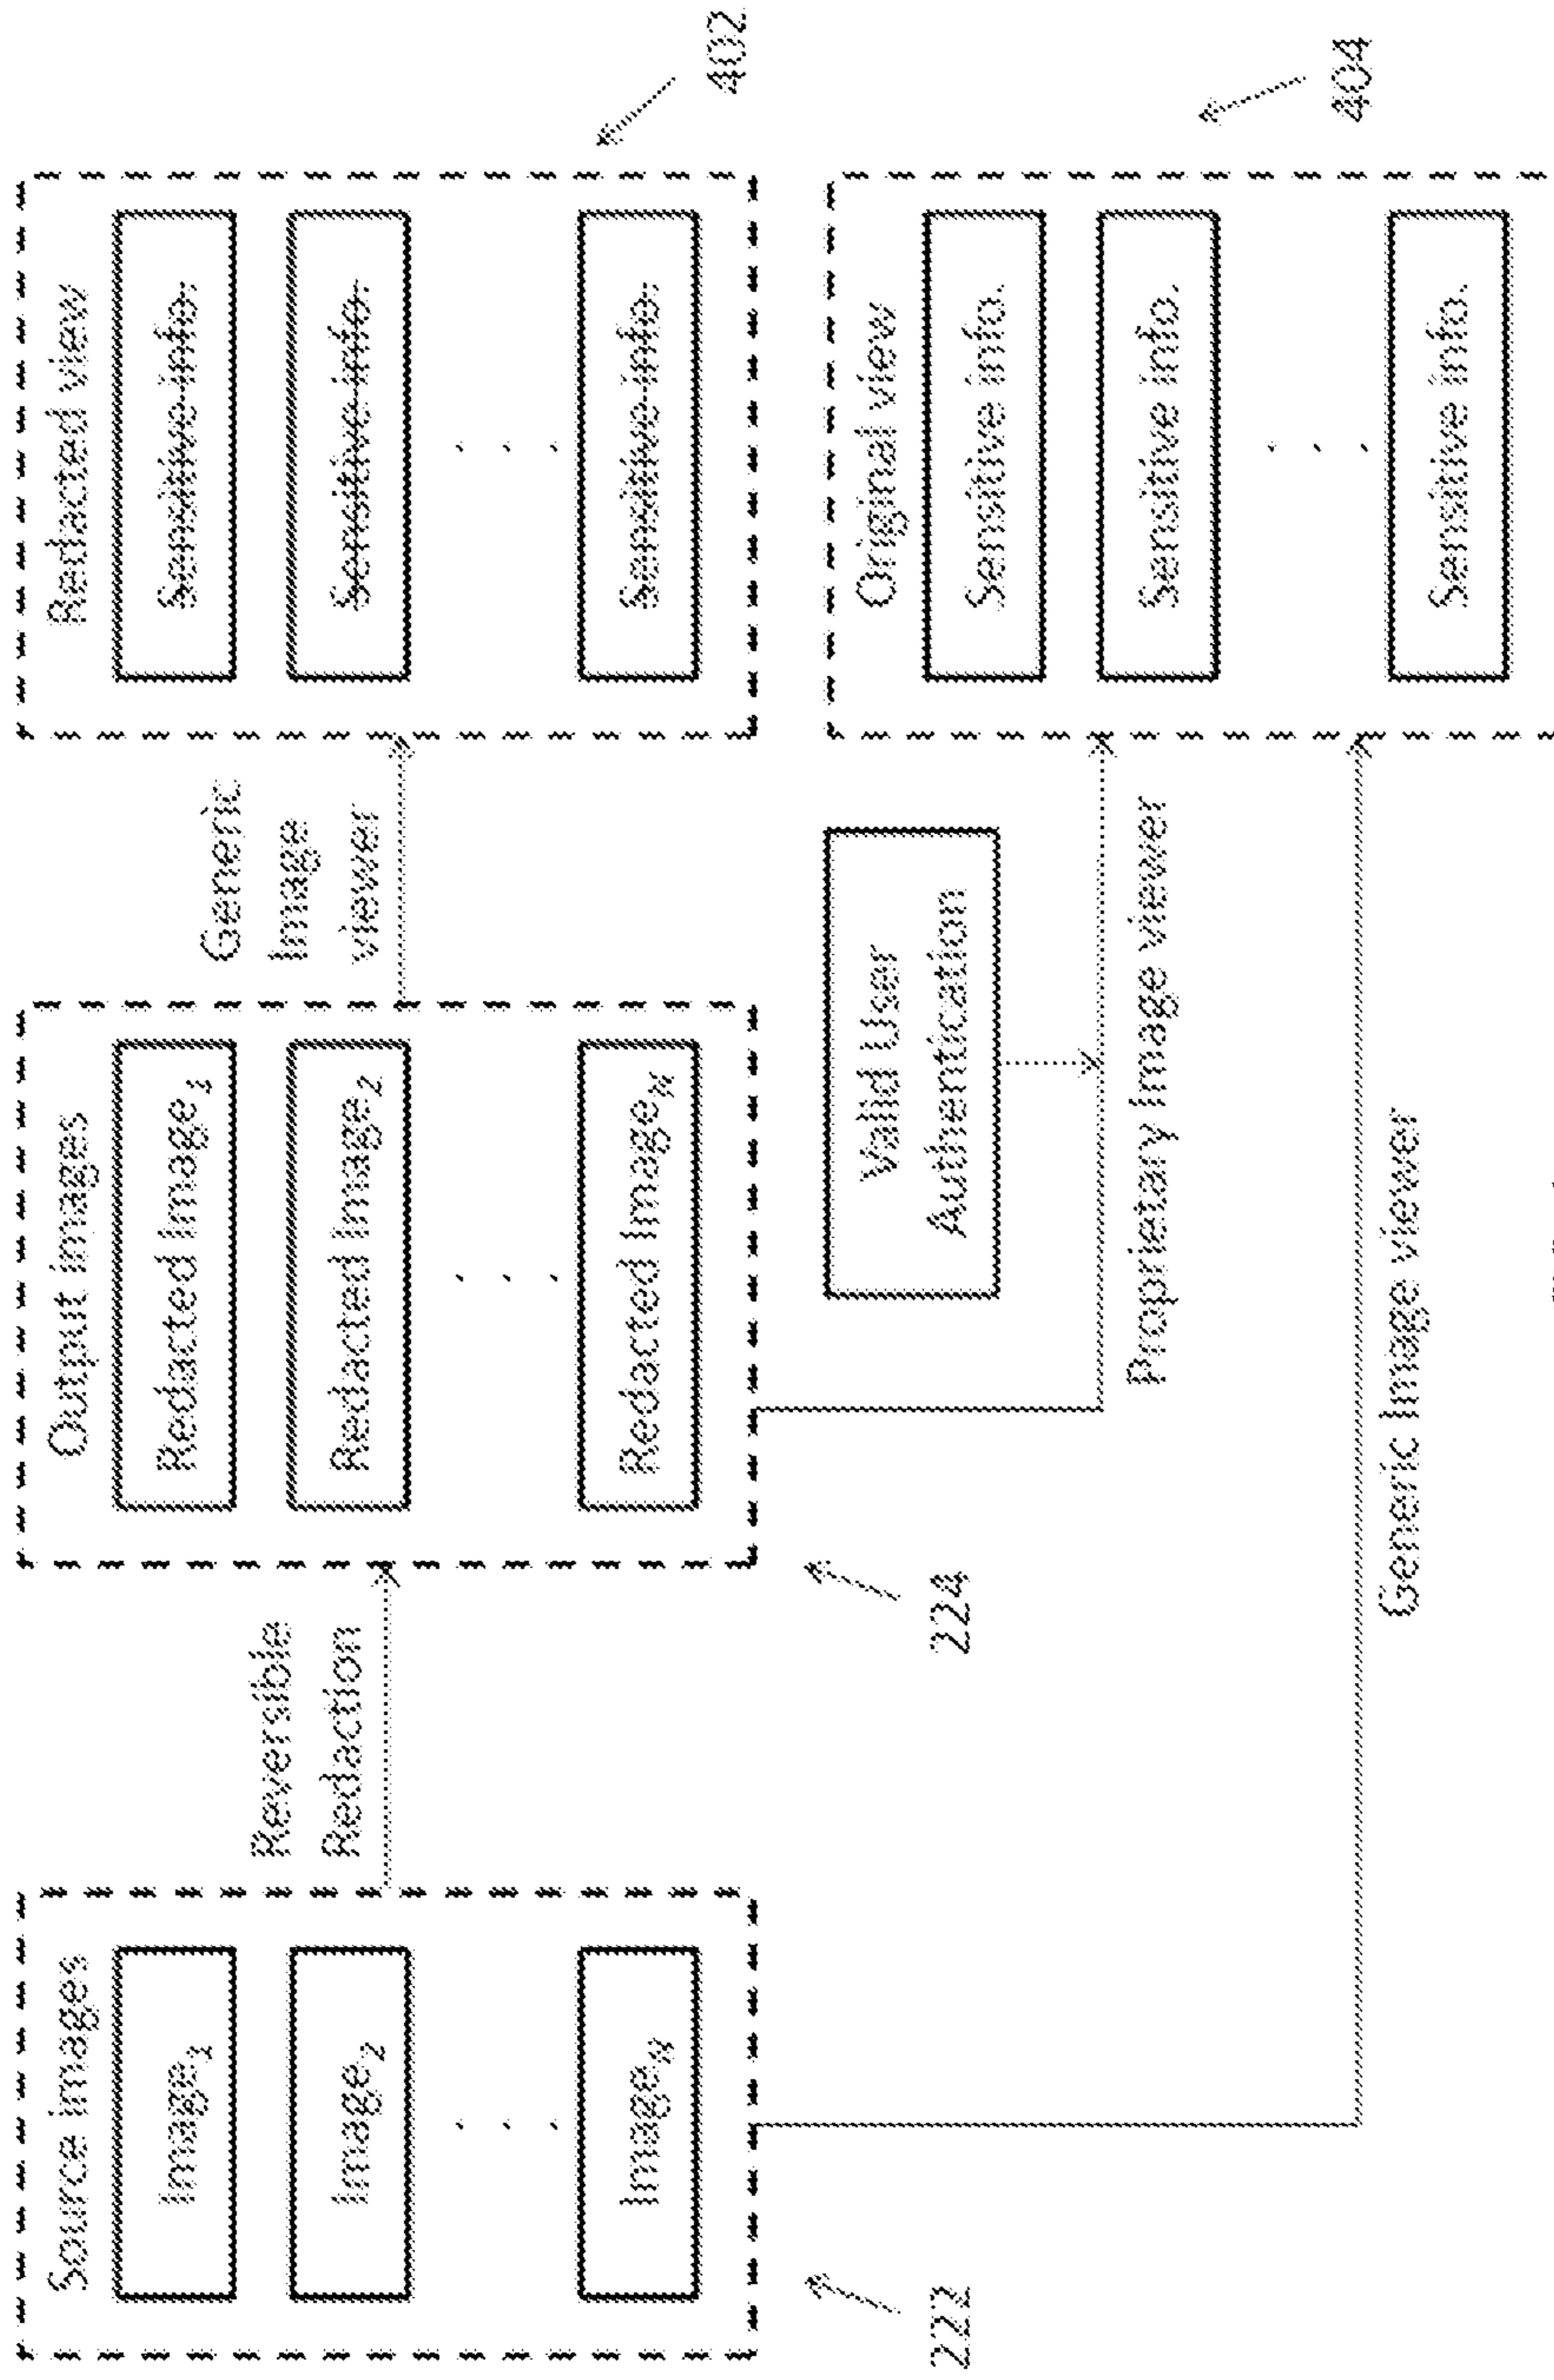 Source images
Image1
Image2
. . .
ImageN
222
Reversible
Redaction
Output images
Redacted Image1
Redacted Image2
. . .
Redacted ImageN
224
Generic
Image
viewer
Redacted view
Sensitive info.
Sensitive info.
. . .
Sensitive info.
402
Valid User
Authentication
Proprietary Image viewer
Generic Image viewer
Original view
Sensitive info.
Sensitive info.
. . .
Sensitive info.
404